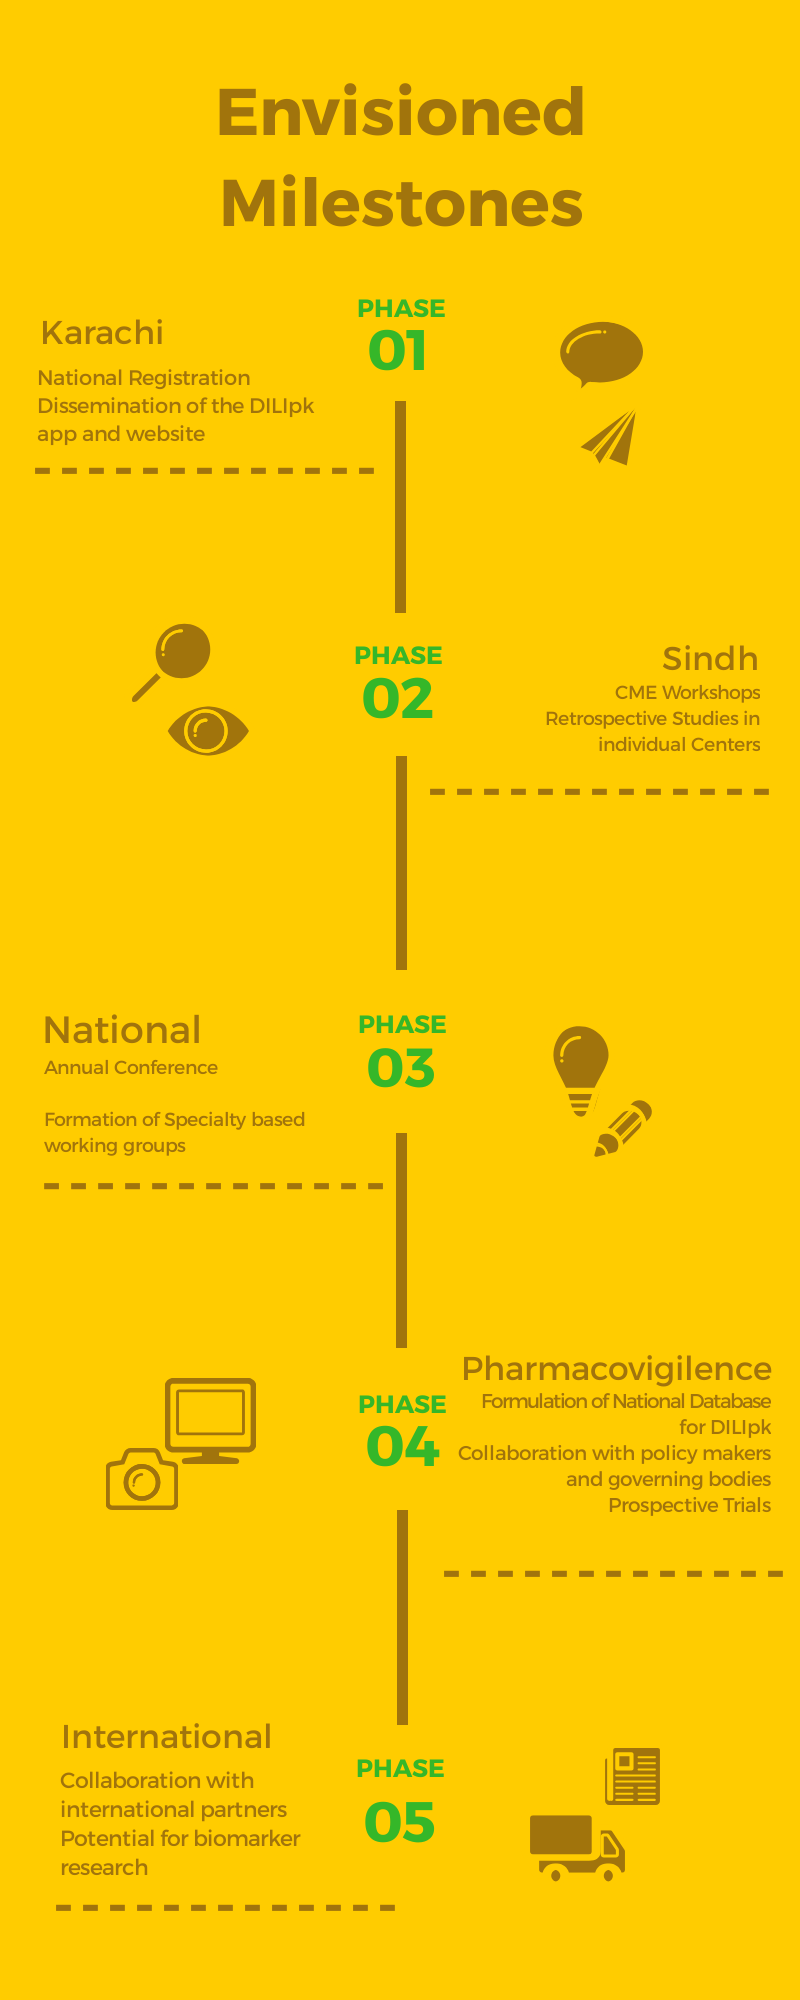 Envisioned
Milestones
PHASE
01
Karachi
National Registration
Dissemination of the DILIpk
app and website
PHASE
02
Sindh
CME Workshops
Retrospective Studies in
individual Centers
PHASE
03
National
Annual Conference
Formation of Specialty based
working groups
PHASE
04
Pharmacovigilence
Formulation of National Database
for DILIpk
Collaboration with policy makers
and governing bodies
Prospective Trials
PHASE
05
International
Collaboration with
international partners
Potential for biomarker
research